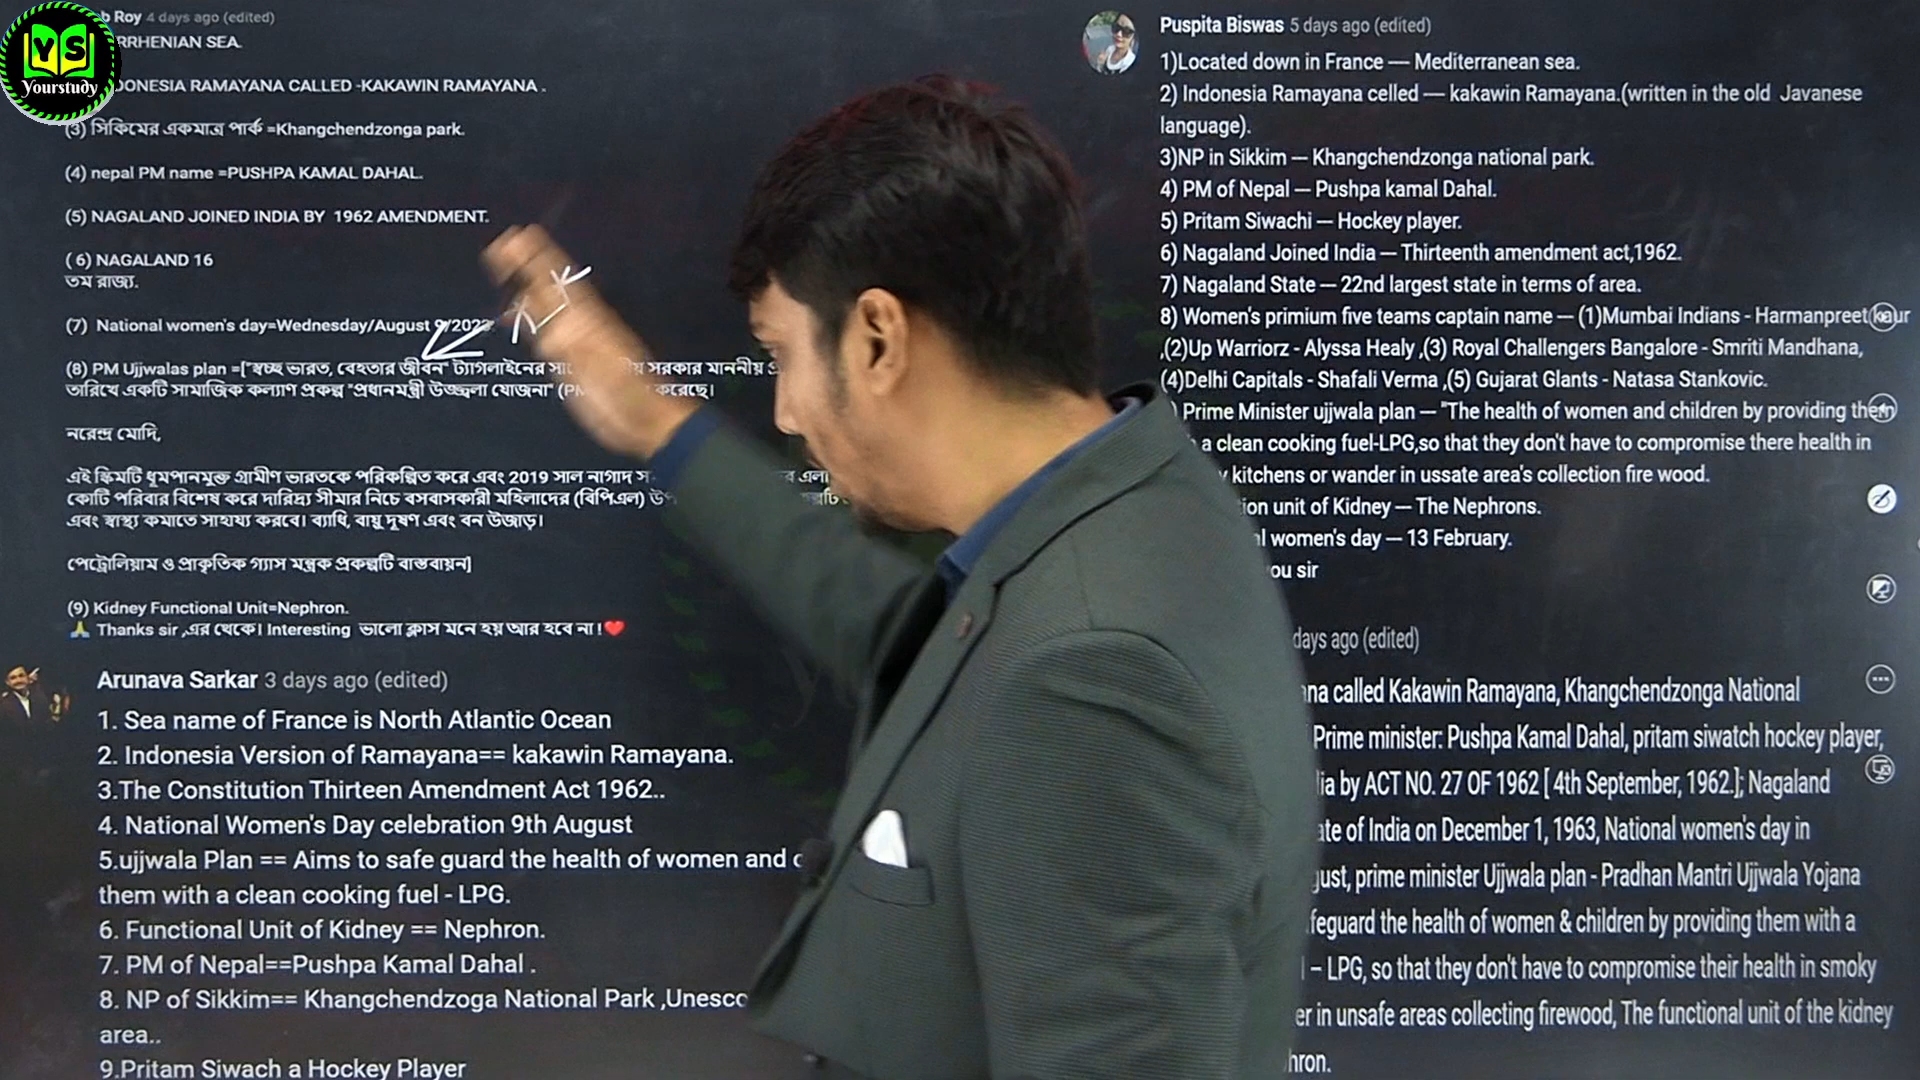 YS
Yourstudy
b Roy 4 days ago (edited)
RRHENIAN SEA.
DONESIA RAMAYANA CALLED -KAKAWIN RAMAYANA .
(3) সিকিমের একমাত্র পার্ক =Khangchendzonga park.
(4) nepal PM name =PUSHPA KAMAL DAHAL.
(5) NAGALAND JOINED INDIA BY 1962 AMENDMENT.
( 6) NAGALAND 16
তম রাজ্য.
(7) National women's day=Wednesday/August 9/2023.
(8) PM Ujjwalas plan =["স্বচ্ছ ভারত, বেহতার জীবন" ট্যাগলাইনের সরকার মাননীয়
তারিখে একটি সামাজিক কল্যাণ প্রকল্প "প্রধানমন্ত্রী উজ্জ্বলা যোজনা" (PM করেছে।
নরেন্দ্র মোদি,
এই স্কিমটি ধূমপানমুক্ত গ্রামীণ ভারতকে পরিকল্পিত করে এবং 2019 সাল নাগাদ
কোটি পরিবার বিশেষ করে দারিদ্র্য সীমার নিচে বসবাসকারী মহিলাদের (বিপিএল)
এবং স্বাস্থ্য কমাতে সাহায্য করবে। ব্যাধি, বায়ু দূষণ এবং বন উজাড়।
পেট্রোলিয়াম ও প্রাকৃতিক গ্যাস মন্ত্রক প্রকল্পটি বাস্তবায়ন]
(9) Kidney Functional Unit=Nephron.
🙏 Thanks sir ,এর থেকে। Interesting ভালো ক্লাস মনে হয় আর হবে না !❤️
Arunava Sarkar 3 days ago (edited)
1. Sea name of France is North Atlantic Ocean
2. Indonesia Version of Ramayana== kakawin Ramayana.
3.The Constitution Thirteen Amendment Act 1962..
4. National Women's Day celebration 9th August
5.ujjwala Plan == Aims to safe guard the health of women and c
them with a clean cooking fuel - LPG.
6. Functional Unit of Kidney == Nephron.
7. PM of Nepal==Pushpa Kamal Dahal .
8. NP of Sikkim== Khangchendzoga National Park ,Unesco
area..
9.Pritam Siwach a Hockey Player
Puspita Biswas 5 days ago (edited)
1)Located down in France --- Mediterranean sea.
2) Indonesia Ramayana celled --- kakawin Ramayana.(written in the old Javanese
language).
3)NP in Sikkim --- Khangchendzonga national park.
4) PM of Nepal --- Pushpa kamal Dahal.
5) Pritam Siwachi --- Hockey player.
6) Nagaland Joined India --- Thirteenth amendment act,1962.
7) Nagaland State --- 22nd largest state in terms of area.
8) Women's primium five teams captain name --- (1)Mumbai Indians - Harmanpreet kaur
,(2)Up Warriorz - Alyssa Healy ,(3) Royal Challengers Bangalore - Smriti Mandhana,
(4)Delhi Capitals - Shafali Verma ,(5) Gujarat Glants - Natasa Stankovic.
) Prime Minister ujjwala plan --- "The health of women and children by providing them
a clean cooking fuel-LPG,so that they don't have to compromise there health in
y kitchens or wander in ussate area's collection fire wood.
ion unit of Kidney --- The Nephrons.
l women's day --- 13 February.
ou sir
days ago (edited)
na called Kakawin Ramayana, Khangchendzonga National
Prime minister: Pushpa Kamal Dahal, pritam siwatch hockey player,
ia by ACT NO. 27 OF 1962 [ 4th September, 1962.]; Nagaland
ate of India on December 1, 1963, National women's day in
gust, prime minister Ujjwala plan - Pradhan Mantri Ujjwala Yojana
feguard the health of women & children by providing them with a
l – LPG, so that they don't have to compromise their health in smoky
er in unsafe areas collecting firewood, The functional unit of the kidney
hron.